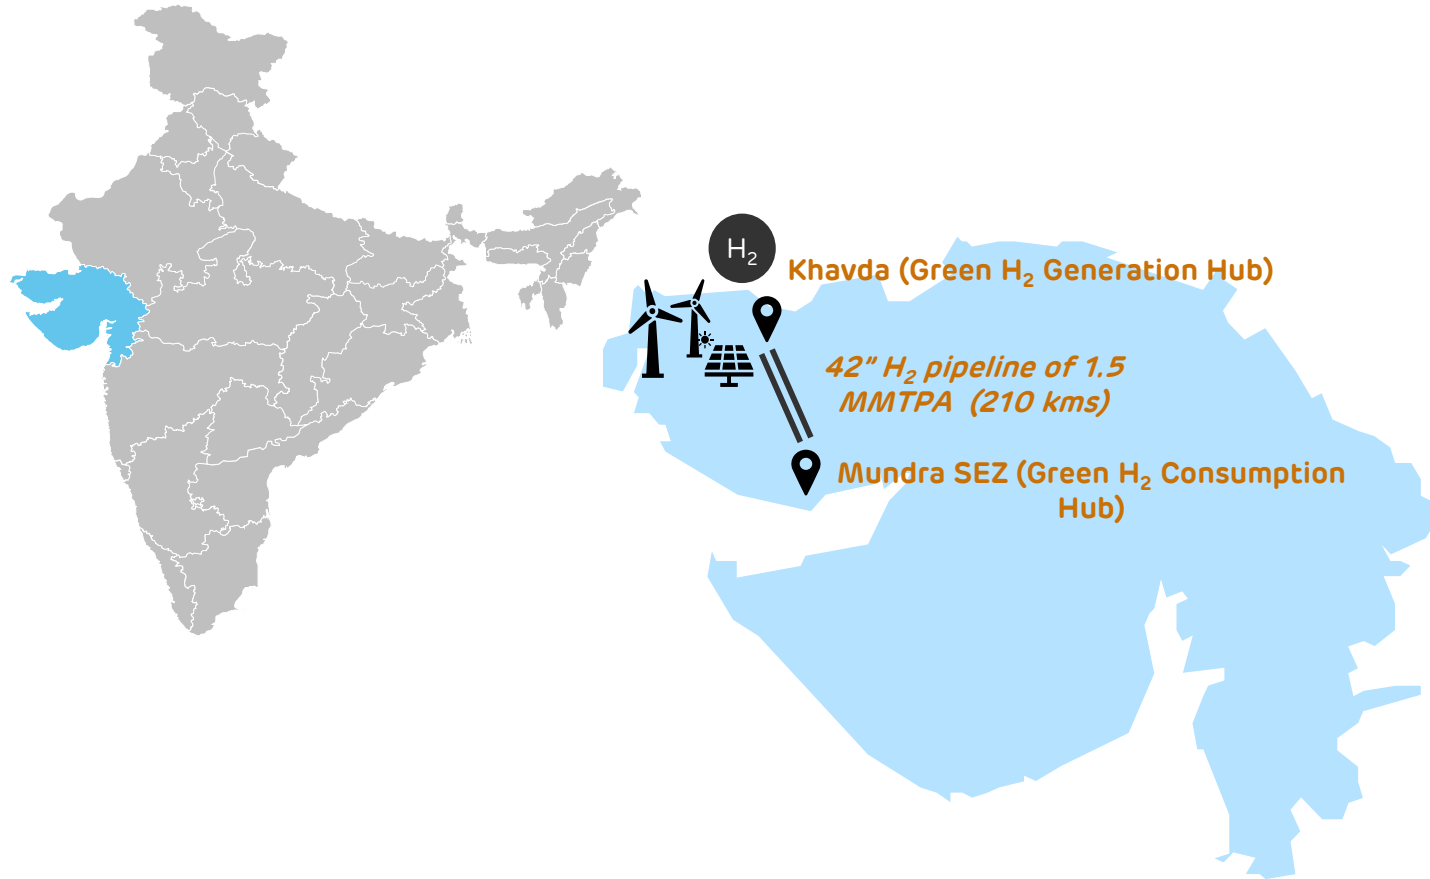 H₂
Khavda (Green H₂ Generation Hub)
42” H₂ pipeline of 1.5
MMTPA (210 kms)
Mundra SEZ (Green H₂ Consumption
Hub)